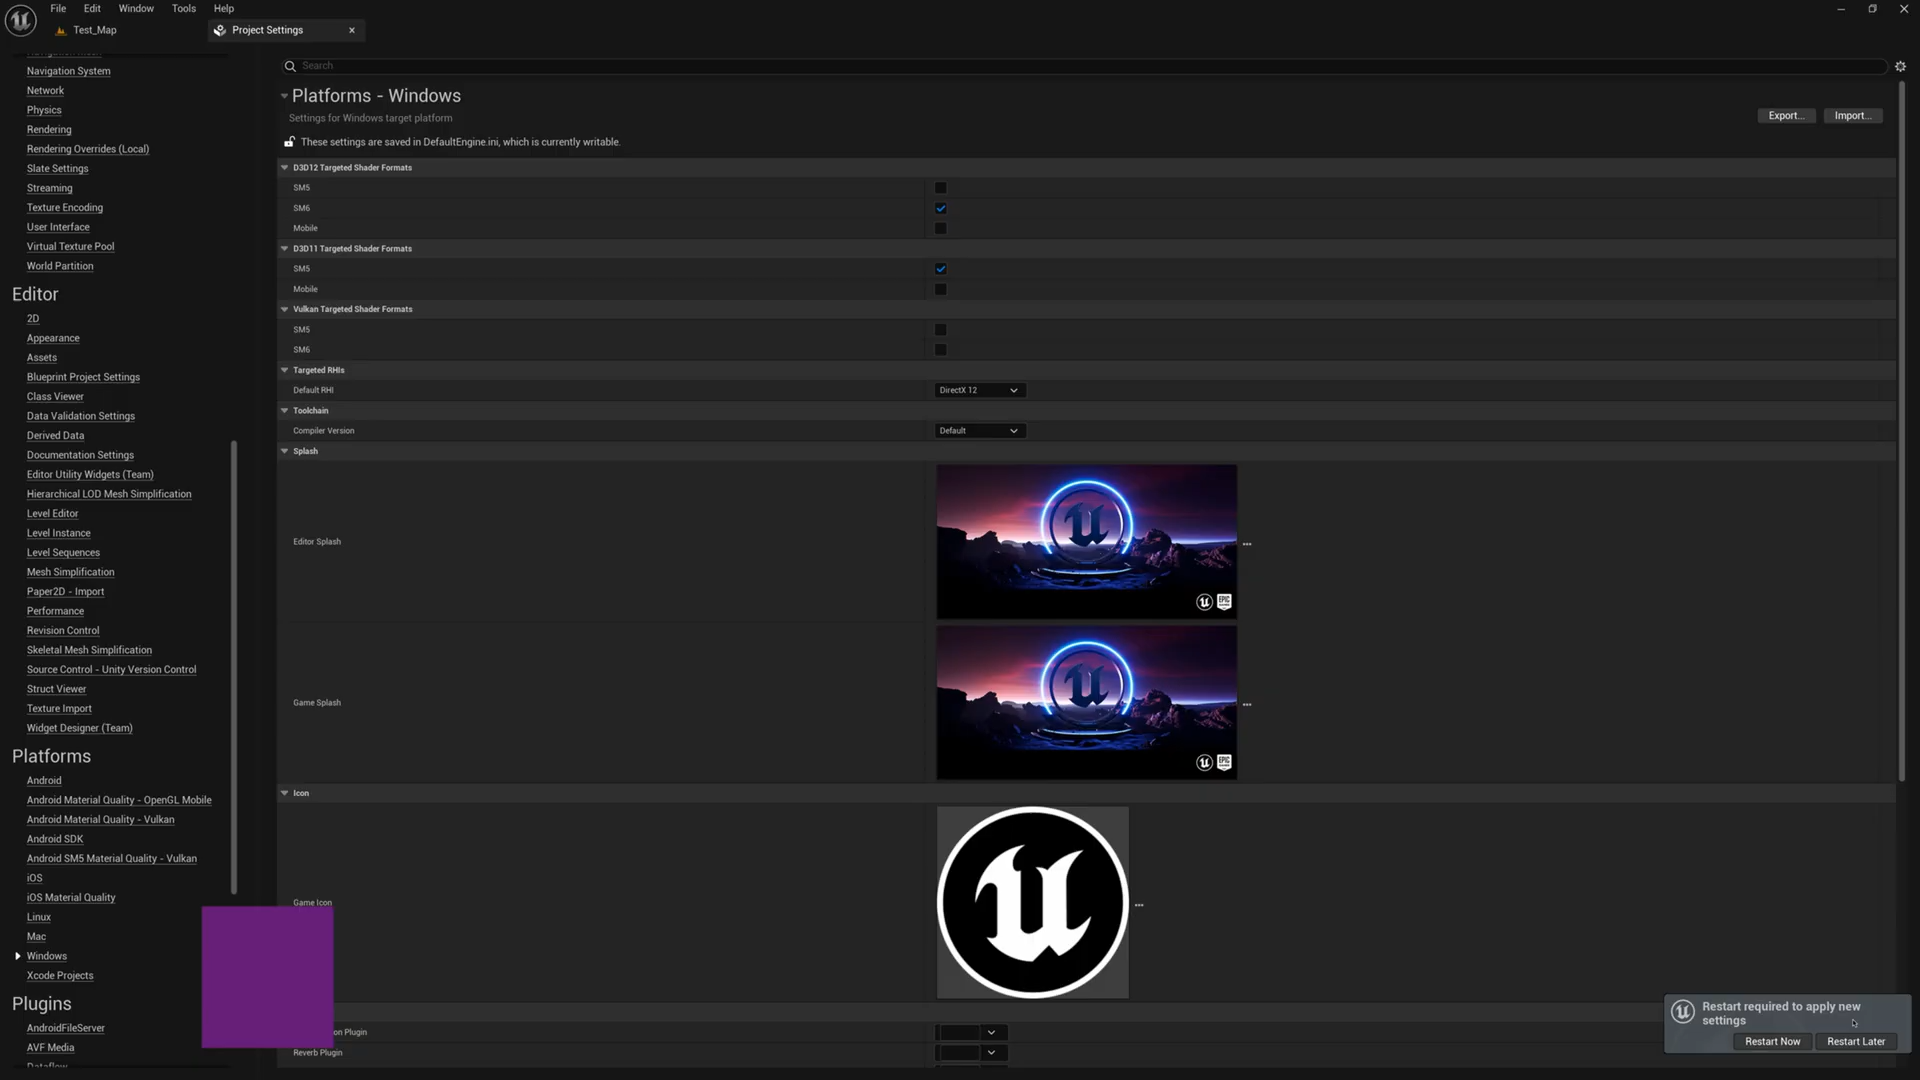 File Edit Window Tools Help
Test_Map
Project Settings
Navigation System
Network
Physics
Rendering
Rendering Overrides (Local)
Slate Settings
Streaming
Texture Encoding
User Interface
Virtual Texture Pool
World Partition
Editor
2D
Appearance
Assets
Blueprint Project Settings
Class Viewer
Data Validation Settings
Derived Data
Documentation Settings
Editor Utility Widgets (Team)
Hierarchical LOD Mesh Simplification
Level Editor
Level Instance
Level Sequences
Mesh Simplification
Paper2D - Import
Performance
Revision Control
Skeletal Mesh Simplification
Source Control - Unity Version Control
Struct Viewer
Texture Import
Widget Designer (Team)
Platforms
Android
Android Material Quality - OpenGL Mobile
Android Material Quality - Vulkan
Android SDK
Android SM5 Material Quality - Vulkan
iOS
iOS Material Quality
Linux
Mac
Windows
Xcode Projects
Plugins
AndroidFileServer
AVF Media
Dataflow
Search
Platforms - Windows
Settings for Windows target platform
Export...
Import...
These settings are saved in DefaultEngine.ini, which is currently writable.
D3D12 Targeted Shader Formats
SM5
SM6
Mobile
D3D11 Targeted Shader Formats
SM5
Mobile
Vulkan Targeted Shader Formats
SM5
SM6
Targeted RHIs
Default RHI
DirectX 12
Toolchain
Compiler Version
Default
Splash
Editor Splash
EPIC
Game Splash
EPIC
Icon
Game Icon
on Plugin
Reverb Plugin
Restart required to apply new
settings
Restart Now
Restart Later